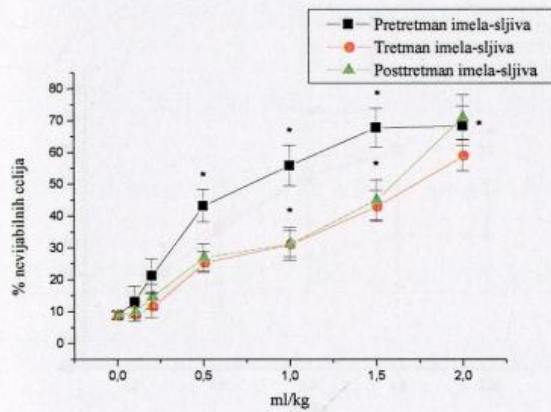 Pretretman imela-sljiva
Tretman imela-sljiva
Posttretman imela-sljiva
% nevijabilnih celija
80
70
60
50
40
30
20
10
0
* * * * * *
0,0 0,5 1,0 1,5 2,0
ml/kg